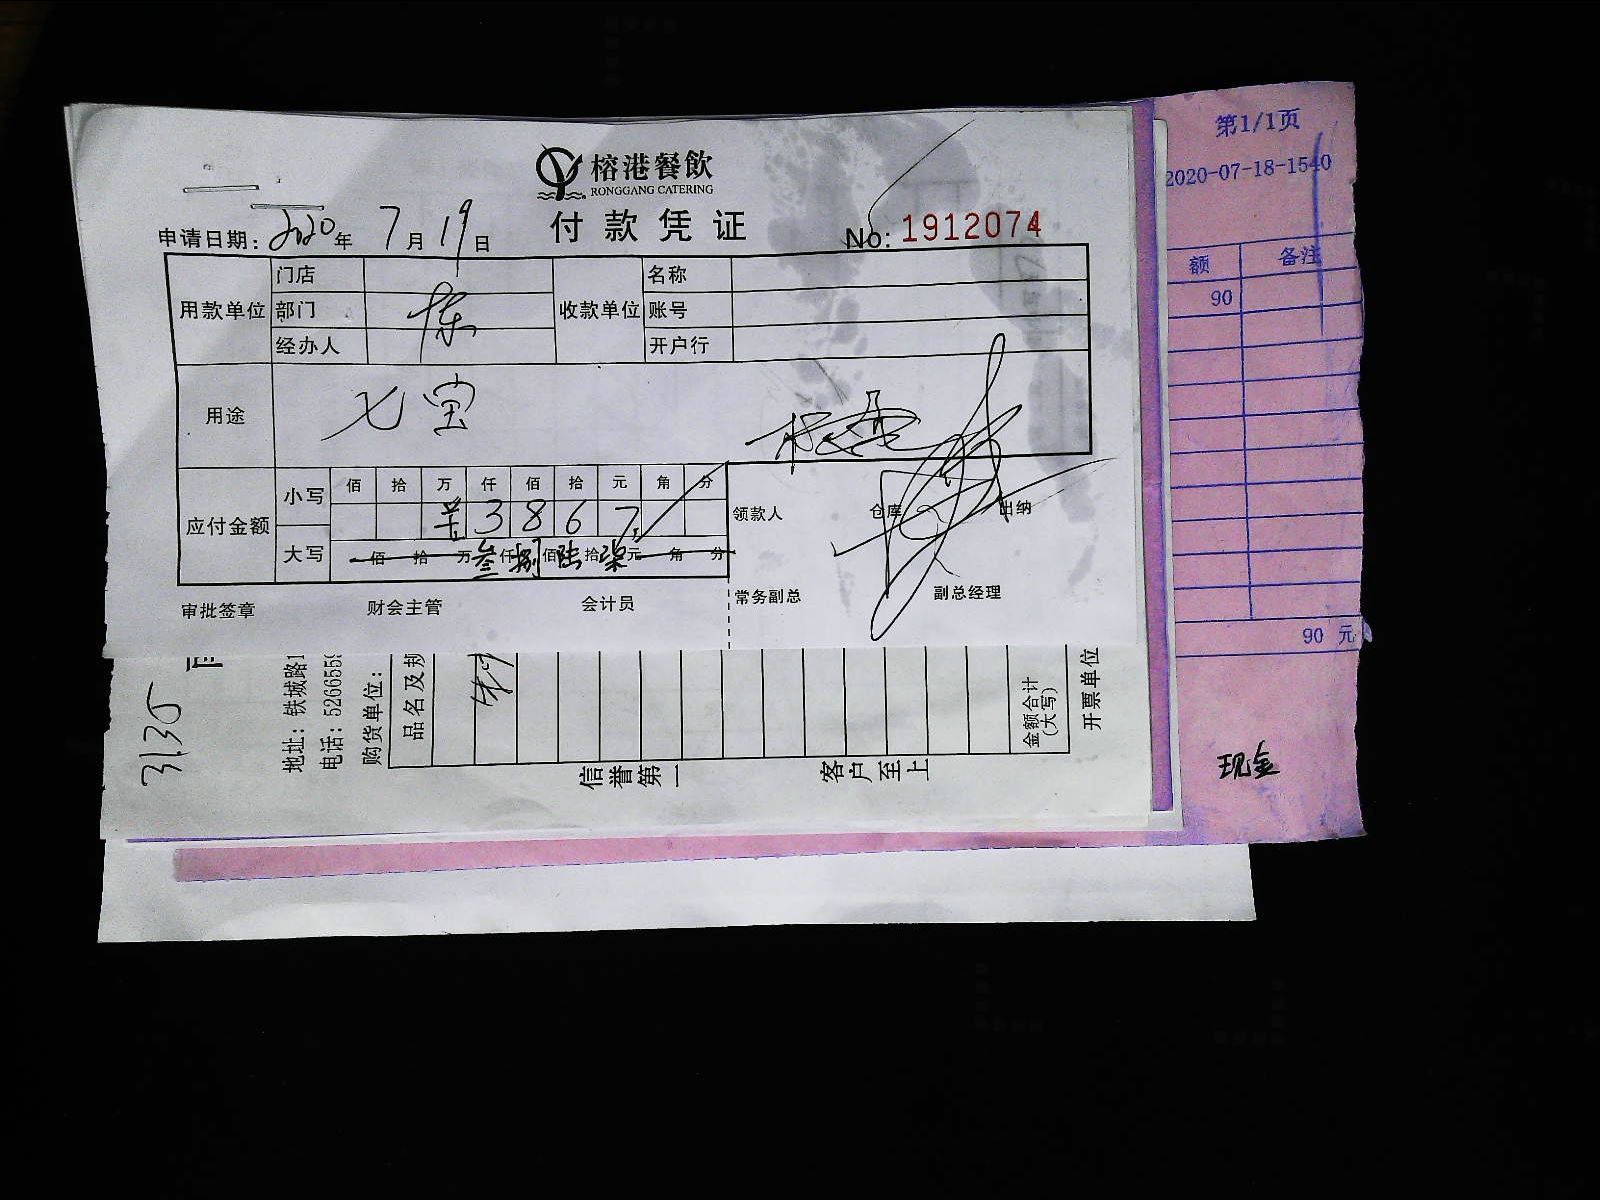 榕港餐飲
RONGGANG CATERING
付款凭证
No: 1912074
申请日期: 2020年 7月 19日
用款单位 门店 收款单位 名称
部门 账号
经办人 开户行
用途 七宝
应付金额 小写 佰 拾 万 仟 佰 拾 元 角 分
3 8 6 7
大写 佰 拾 万 叁仟 捌佰 陆拾 柒元 角 分
领款人 仓库 出纳
审批签章 财会主管 会计员 常务副总 副总经理
3135
地址: 铁城路1
电话: 5266559
购货单位:
品名及规
金额合计
(大写)
开票单位
信誉第一 客户至上
第1/1页
2020-07-18-1540
额 备注
90
90 元
现金